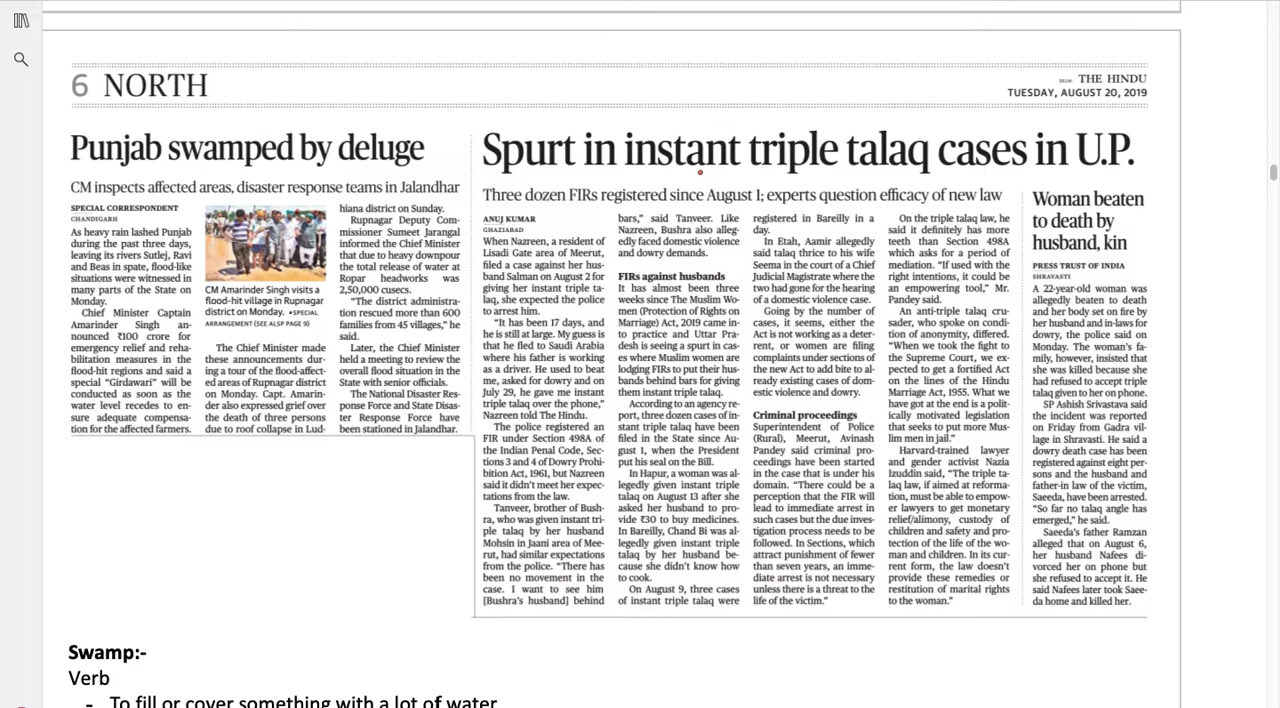 6 NORTH
DELHI THE HINDU
TUESDAY, AUGUST 20, 2019
Punjab swamped by deluge
CM inspects affected areas, disaster response teams in Jalandhar
SPECIAL CORRESPONDENT
CHANDIGARH
As heavy rain lashed Punjab
during the past three days,
leaving its rivers Sutlej, Ravi
and Beas in spate, flood-like
situations were witnessed in
many parts of the State on
Monday.
Chief Minister Captain
Amarinder Singh an-
nounced ₹100 crore for
emergency relief and reha-
bilitation measures in the
flood-hit regions and said a
special “Girdawari” will be
conducted as soon as the
water level recedes to en-
sure adequate compensa-
tion for the affected farmers.
CM Amarinder Singh visits a
flood-hit village in Rupnagar
district on Monday. •SPECIAL
ARRANGEMENT (SEE ALSP PAGE 9)
The Chief Minister made
these announcements dur-
ing a tour of the flood-affect-
ed areas of Rupnagar district
on Monday. Capt. Amarin-
der also expressed grief over
the death of three persons
due to roof collapse in Lud-
hiana district on Sunday.
Rupnagar Deputy Com-
missioner Sumeet Jarangal
informed the Chief Minister
that due to heavy downpour
the total release of water at
Ropar headworks was
2,50,000 cusecs.
“The district administra-
tion rescued more than 600
families from 45 villages,” he
said.
Later, the Chief Minister
held a meeting to review the
overall flood situation in the
State with senior officials.
The National Disaster Res-
ponse Force and State Disas-
ter Response Force have
been stationed in Jalandhar.
Spurt in instant triple talaq cases in U.P.
Three dozen FIRs registered since August 1; experts question efficacy of new law
ANUJ KUMAR
GHAZIABAD
When Nazreen, a resident of
Lisadi Gate area of Meerut,
filed a case against her hus-
band Salman on August 2 for
giving her instant triple ta-
laq, she expected the police
to arrest him.
“It has been 17 days, and
he is still at large. My guess is
that he fled to Saudi Arabia
where his father is working
as a driver. He used to beat
me, asked for dowry and on
July 29, he gave me instant
triple talaq over the phone,”
Nazreen told The Hindu.
The police registered an
FIR under Section 498A of
the Indian Penal Code, Sec-
tions 3 and 4 of Dowry Prohi-
bition Act, 1961, but Nazreen
said it didn't meet her expec-
tations from the law.
Tanveer, brother of Bush-
ra, who was given instant tri-
ple talaq by her husband
Mohsin in Jaani area of Mee-
rut, had similar expectations
from the police. “There has
been no movement in the
case. I want to see him
[Bushra's husband] behind
bars,” said Tanveer. Like
Nazreen, Bushra also alleg-
edly faced domestic violence
and dowry demands.
FIRs against husbands
It has almost been three
weeks since The Muslim Wo-
men (Protection of Rights on
Marriage) Act, 2019 came in-
to practice and Uttar Pra-
desh is seeing a spurt in cas-
es where Muslim women are
lodging FIRs to put their hus-
bands behind bars for giving
them instant triple talaq.
According to an agency re-
port, three dozen cases of in-
stant triple talaq have been
filed in the State since Au-
gust 1, when the President
put his seal on the Bill.
In Hapur, a woman was al-
legedly given instant triple
talaq on August 13 after she
asked her husband to pro-
vide ₹30 to buy medicines.
In Bareilly, Chand Bi was al-
legedly given instant triple
talaq by her husband be-
cause she didn't know how
to cook.
On August 9, three cases
of instant triple talaq were
registered in Bareilly in a
day.
In Etah, Aamir allegedly
said talaq thrice to his wife
Seema in the court of a Chief
Judicial Magistrate where the
two had gone for the hearing
of a domestic violence case.
Going by the number of
cases, it seems, either the
Act is not working as a deter-
rent, or women are filing
complaints under sections of
the new Act to add bite to al-
ready existing cases of dom-
estic violence and dowry.
Criminal proceedings
Superintendent of Police
(Rural), Meerut, Avinash
Pandey said criminal pro-
ceedings have been started
in the case that is under his
domain. “There could be a
perception that the FIR will
lead to immediate arrest in
such cases but the due inves-
tigation process needs to be
followed. In Sections, which
attract punishment of fewer
than seven years, an imme-
diate arrest is not necessary
unless there is a threat to the
life of the victim.”
On the triple talaq law, he
said it definitely has more
teeth than Section 498A
which asks for a period of
mediation. “If used with the
right intentions, it could be
an empowering tool,” Mr.
Pandey said.
An anti-triple talaq cru-
sader, who spoke on condi-
tion of anonymity, differed.
“When we took the fight to
the Supreme Court, we ex-
pected to get a fortified Act
on the lines of the Hindu
Marriage Act, 1955. What we
have got at the end is a polit-
ically motivated legislation
that seeks to put more Mus-
lim men in jail.”
Harvard-trained lawyer
and gender activist Nazia
Izuddin said, “The triple ta-
laq law, if aimed at reforma-
tion, must be able to empow-
er lawyers to get monetary
relief/alimony, custody of
children and safety and pro-
tection of the life of the wo-
man and children. In its cur-
rent form, the law doesn't
provide these remedies or
restitution of marital rights
to the woman.”
Woman beaten
to death by
husband, kin
PRESS TRUST OF INDIA
SHRAVASTI
A 22-year-old woman was
allegedly beaten to death
and her body set on fire by
her husband and in-laws for
dowry, the police said on
Monday. The woman's fa-
mily, however, insisted that
she was killed because she
had refused to accept triple
talaq given to her on phone.
SP Ashish Srivastava said
the incident was reported
on Friday from Gadra vil-
lage in Shravasti. He said a
dowry death case has been
registered against eight per-
sons and the husband and
father-in law of the victim,
Saeeda, have been arrested.
“So far no talaq angle has
emerged,” he said.
Saeeda's father Ramzan
alleged that on August 6,
her husband Nafees di-
vorced her on phone but
she refused to accept it. He
said Nafees later took Saee-
da home and killed her.
Swamp:-
Verb
- To fill or cover something with a lot of water